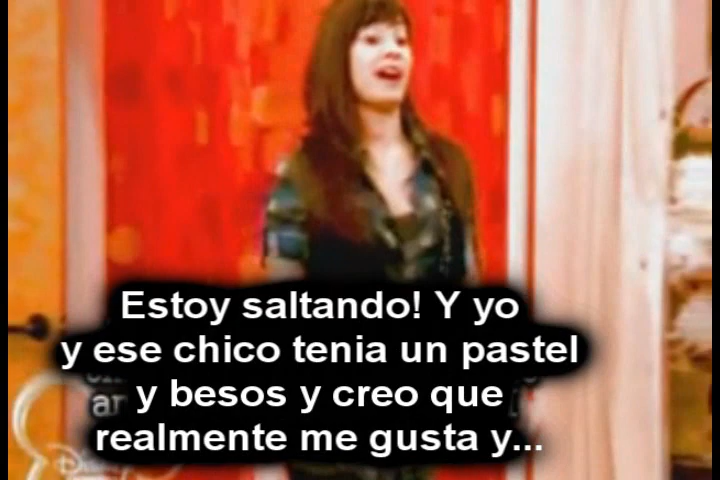 Estoy saltando! Y yo
y ese chico tenia un pastel
y besos y creo que
realmente me gusta y...